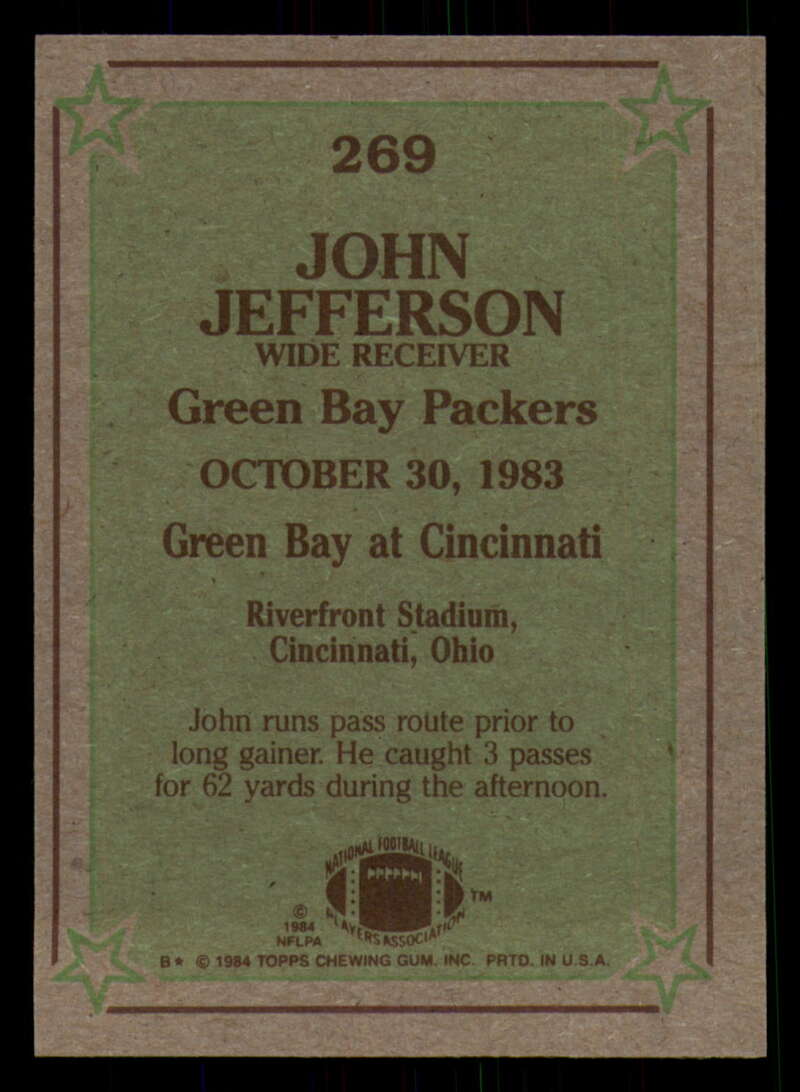 269
JOHN
JEFFERSON
WIDE RECEIVER
Green Bay Packers
OCTOBER 30, 1983
Green Bay at Cincinnati
Riverfront Stadium,
Cincinnati, Ohio
John runs pass route prior to
long gainer. He caught 3 passes
for 62 yards during the afternoon.
NATIONAL FOOTBALL LEAGUE
PLAYERS ASSOCIATION
TM
©
1984
NFLPA
B* © 1984 TOPPS CHEWING GUM, INC. PRTD. IN U.S.A.